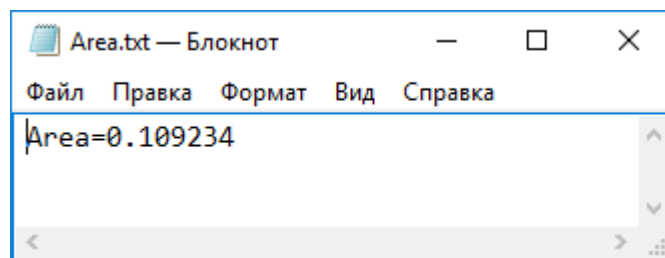 Area.txt — Блокнот
Файл Правка Формат Вид Справка
Area=0.109234